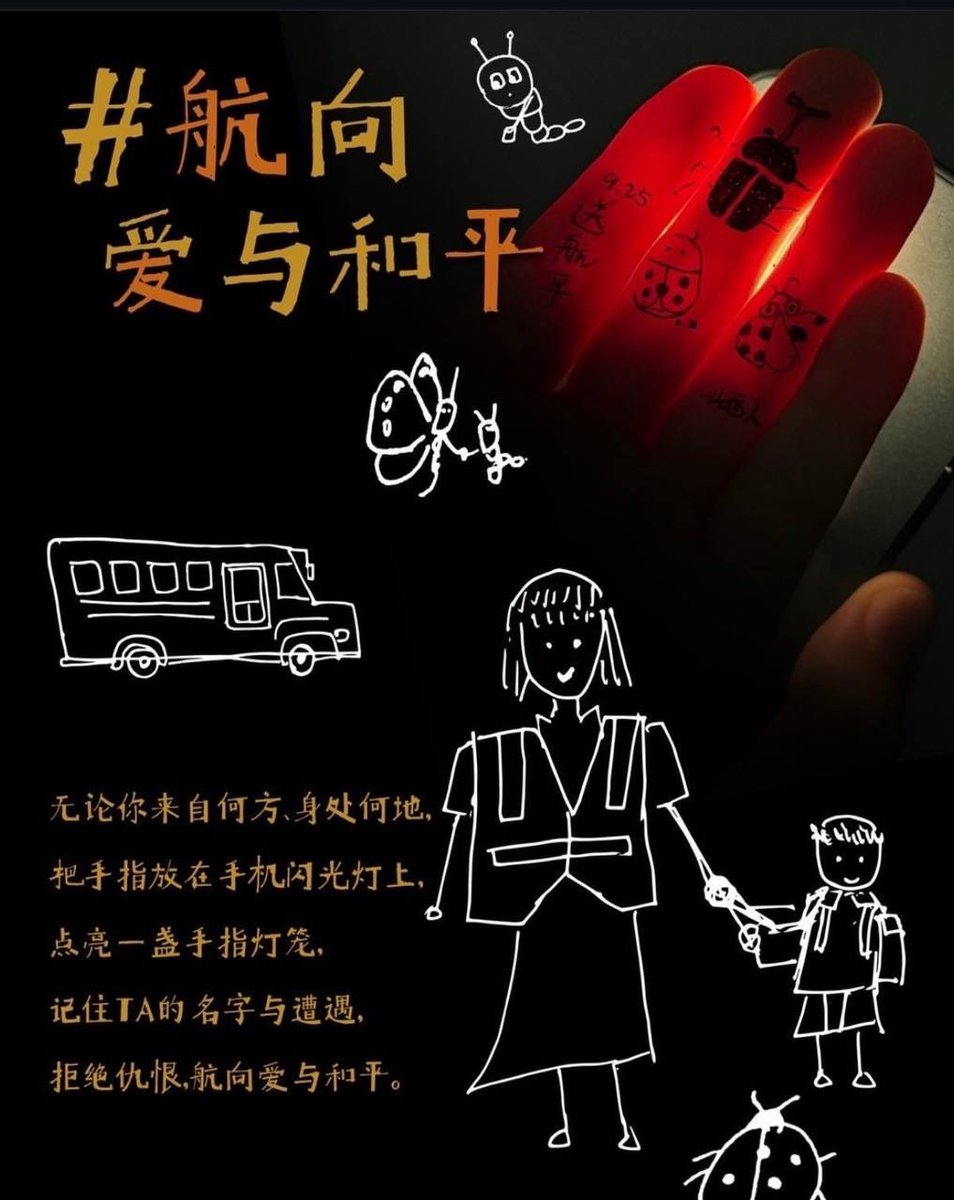 #航向
爱与和平
9.25
送
航
平
山西人
无论你来自何方、身处何地,
把手指放在手机闪光灯上,
点亮一盏手指灯笼,
记住TA的名字与遭遇,
拒绝仇恨,航向爱与和平。